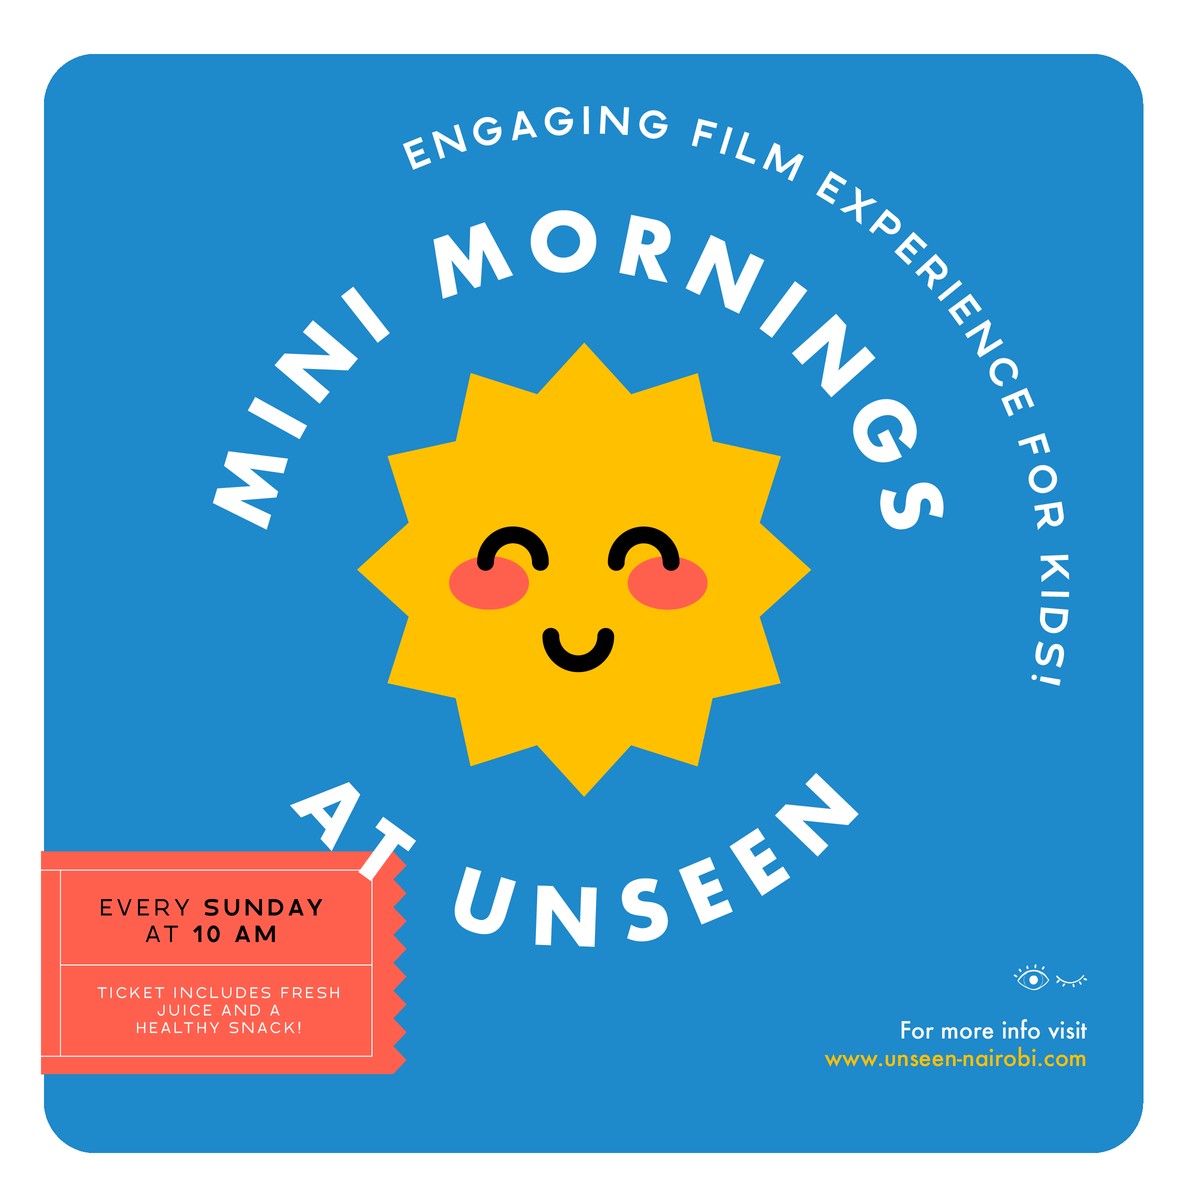 ENGAGING FILM EXPERIENCE FOR KIDS!
MINI MORNINGS
AT UNSEEN
EVERY SUNDAY
AT 10 AM
TICKET INCLUDES FRESH
JUICE AND A
HEALTHY SNACK!
For more info visit
www.unseen-nairobi.com